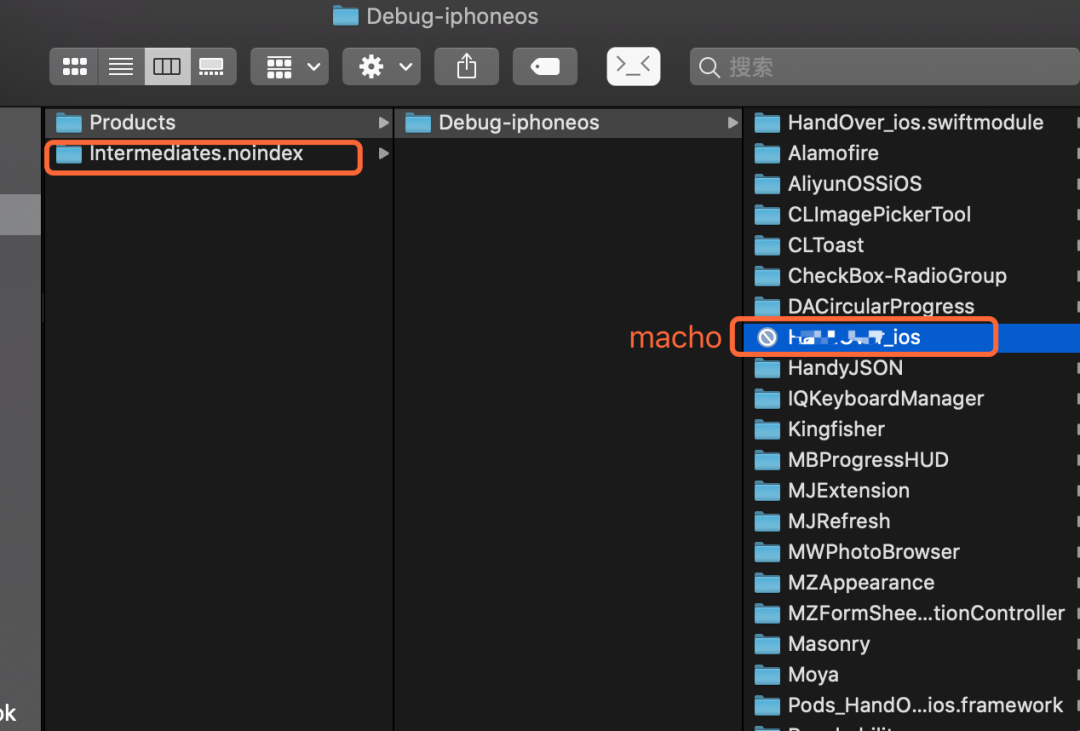 Debug-iphoneos
搜索
Products
Intermediates.noindex
Debug-iphoneos
HandOver_ios.swiftmodule
Alamofire
AliyunOSSiOS
CLImagePickerTool
CLToast
CheckBox-RadioGroup
DACircularProgress
macho
_ios
HandyJSON
IQKeyboardManager
Kingfisher
MBProgressHUD
MJExtension
MJRefresh
MWPhotoBrowser
MZAppearance
MZFormShee...tionController
Masonry
Moya
Pods_HandO...ios.framework
ok